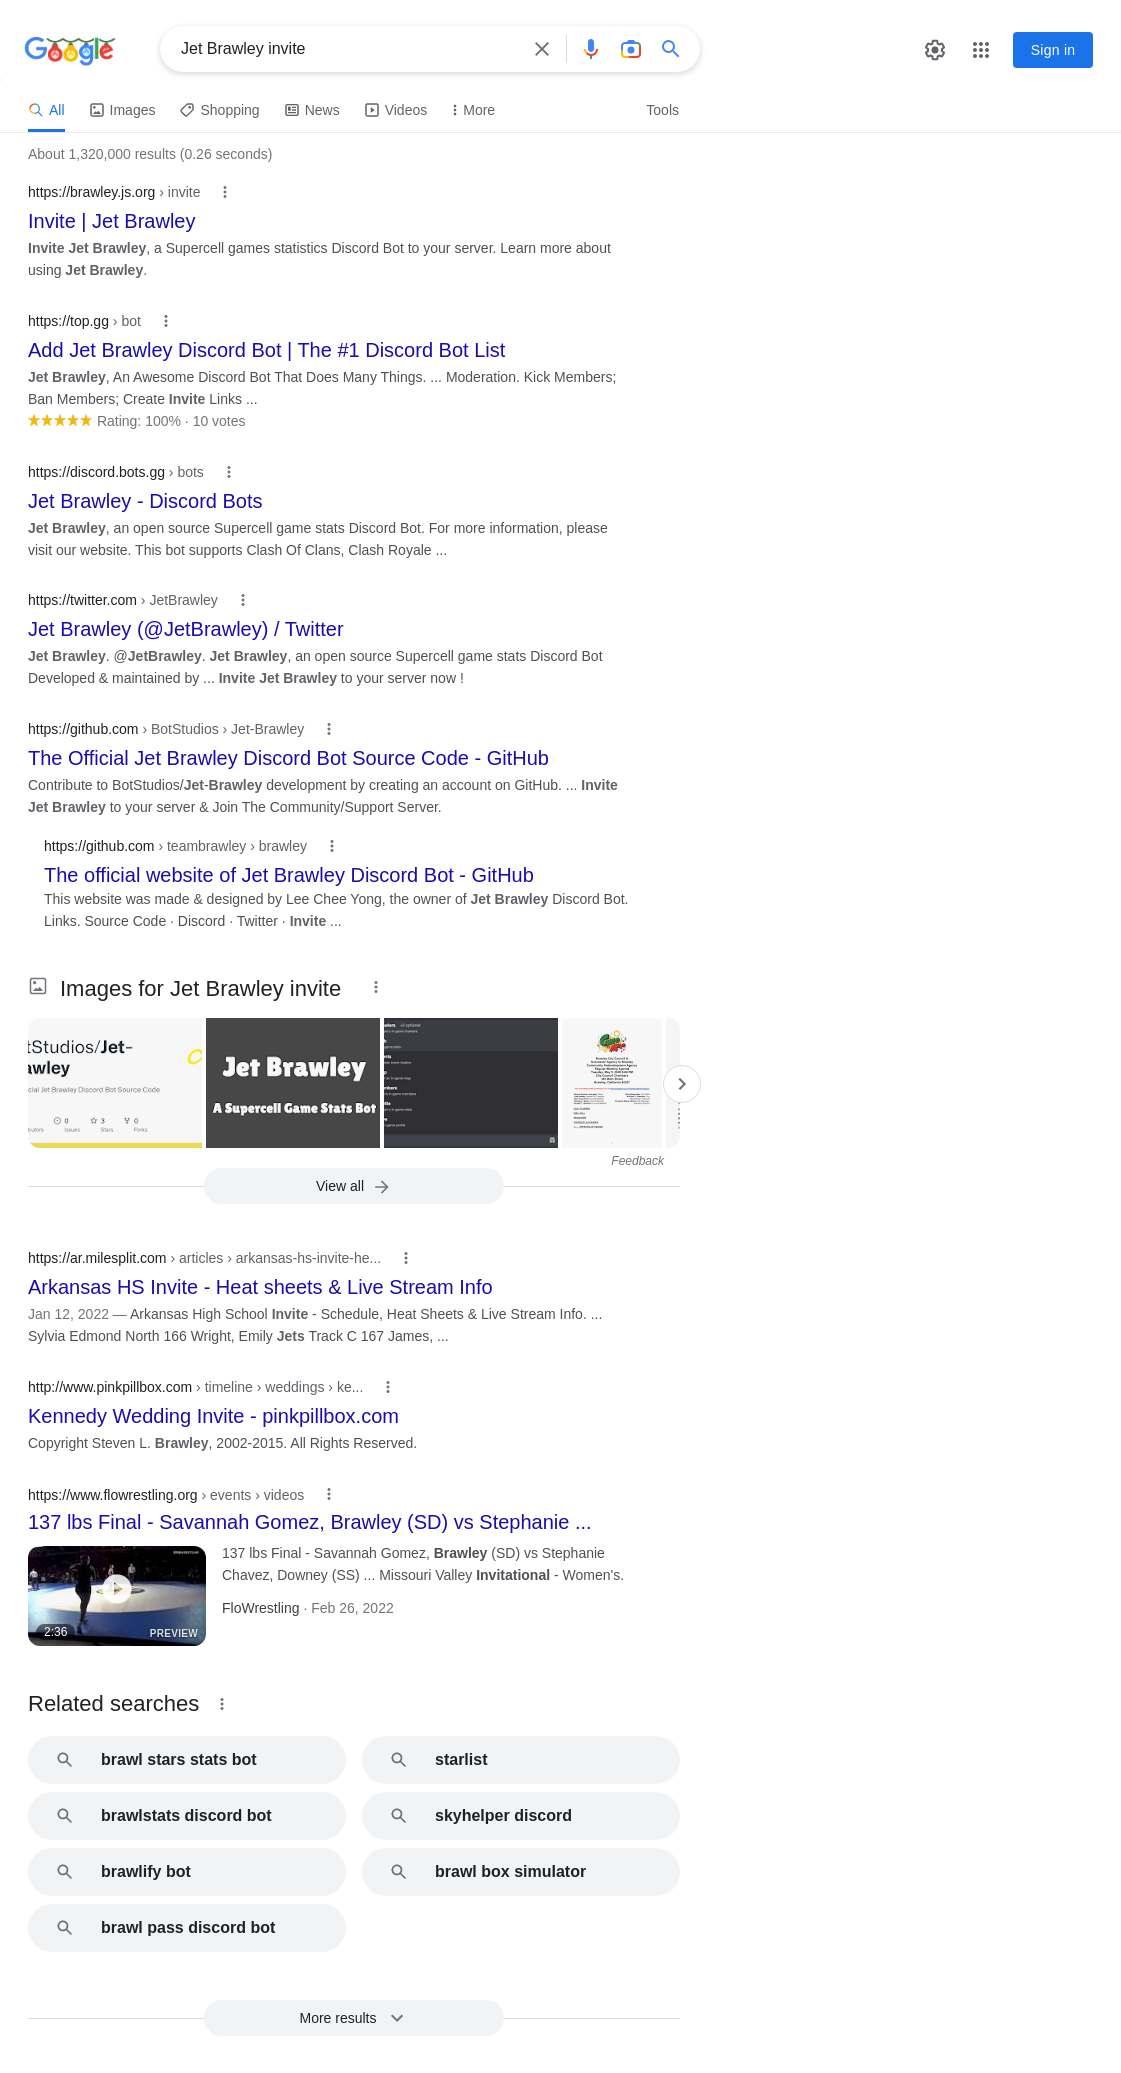 Google
Jet Brawley invite
Sign in
All
Images
Shopping
News
Videos
More
Tools
About 1,320,000 results (0.26 seconds)
https://brawley.js.org › invite
Invite | Jet Brawley
Invite Jet Brawley, a Supercell games statistics Discord Bot to your server. Learn more about
using Jet Brawley.
https://top.gg › bot
Add Jet Brawley Discord Bot | The #1 Discord Bot List
Jet Brawley, An Awesome Discord Bot That Does Many Things. ... Moderation. Kick Members;
Ban Members; Create Invite Links ...
Rating: 100% · 10 votes
https://discord.bots.gg › bots
Jet Brawley - Discord Bots
Jet Brawley, an open source Supercell game stats Discord Bot. For more information, please
visit our website. This bot supports Clash Of Clans, Clash Royale ...
https://twitter.com › JetBrawley
Jet Brawley (@JetBrawley) / Twitter
Jet Brawley. @JetBrawley. Jet Brawley, an open source Supercell game stats Discord Bot
Developed & maintained by ... Invite Jet Brawley to your server now !
https://github.com › BotStudios › Jet-Brawley
The Official Jet Brawley Discord Bot Source Code - GitHub
Contribute to BotStudios/Jet-Brawley development by creating an account on GitHub. ... Invite
Jet Brawley to your server & Join The Community/Support Server.
https://github.com › teambrawley › brawley
The official website of Jet Brawley Discord Bot - GitHub
This website was made & designed by Lee Chee Yong, the owner of Jet Brawley Discord Bot.
Links. Source Code · Discord · Twitter · Invite ...
Images for Jet Brawley invite
tStudios/Jet-
awley
cial Jet Brawley Discord Bot Source Code
0
3
0
Issues
Stars
Forks
Jet Brawley
A Supercell Game Stats Bot
Feedback
View all
https://ar.milesplit.com › articles › arkansas-hs-invite-he...
Arkansas HS Invite - Heat sheets & Live Stream Info
Jan 12, 2022 — Arkansas High School Invite - Schedule, Heat Sheets & Live Stream Info. ...
Sylvia Edmond North 166 Wright, Emily Jets Track C 167 James, ...
http://www.pinkpillbox.com › timeline › weddings › ke...
Kennedy Wedding Invite - pinkpillbox.com
Copyright Steven L. Brawley, 2002-2015. All Rights Reserved.
https://www.flowrestling.org › events › videos
137 lbs Final - Savannah Gomez, Brawley (SD) vs Stephanie ...
2:36
PREVIEW
137 lbs Final - Savannah Gomez, Brawley (SD) vs Stephanie
Chavez, Downey (SS) ... Missouri Valley Invitational - Women's.
FloWrestling · Feb 26, 2022
Related searches
brawl stars stats bot
starlist
brawlstats discord bot
skyhelper discord
brawlify bot
brawl box simulator
brawl pass discord bot
More results